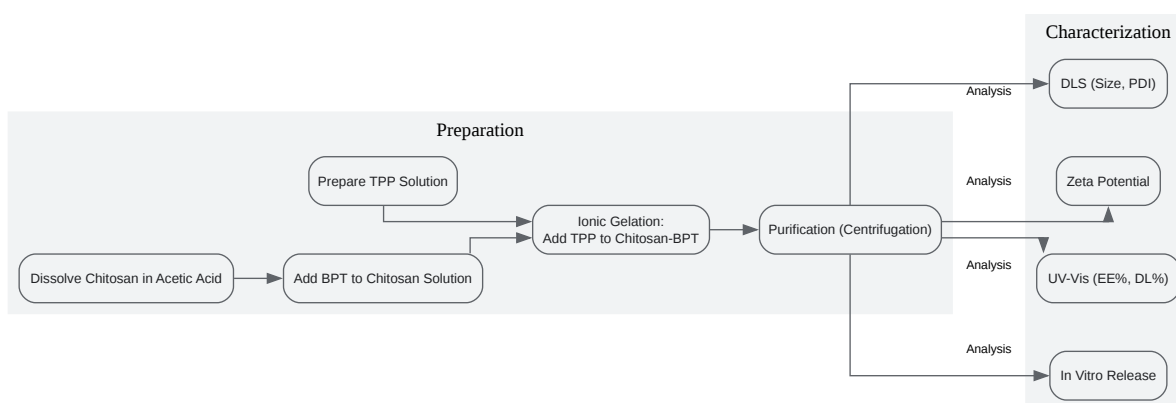 Characterization
DLS (Size, PDI)
Analysis
Preparation
Prepare TPP Solution
Analysis
Zeta Potential
Ionic Gelation:
Add TPP to Chitosan-BPT
Purification (Centrifugation)
Dissolve Chitosan in Acetic Acid
Add BPT to Chitosan Solution
Analysis
UV-Vis (EE%, DL%)
Analysis
In Vitro Release